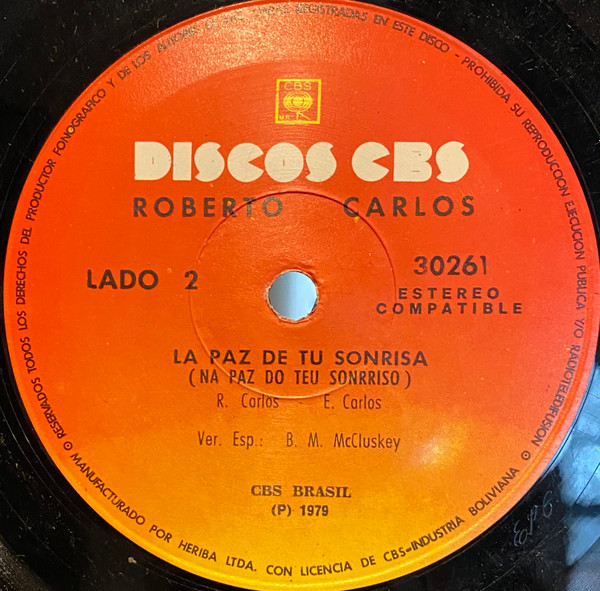 RESERVADOS TODOS LOS DERECHOS DEL PRODUCTOR FONOGRAFICO Y DE LOS REGISTRADAS EN ESTE DISCO - PROHIBIDA SU REPRODUCCION EJECUCION PUBLICA Y/O RADIOTELEDIFUSION
CBS
DISCOS CBS
ROBERTO CARLOS
LADO 2
30261
ESTEREO
COMPATIBLE
LA PAZ DE TU SONRISA
(NA PAZ DO TEU SONRRISO)
R. Carlos - E. Carlos
Ver. Esp.: B. M. McCluskey
CBS BRASIL
(P) 1979
MANUFACTURADO POR HERIBA LTDA. CON LICENCIA DE CBS-INDUSTRIA BOLIVIANA